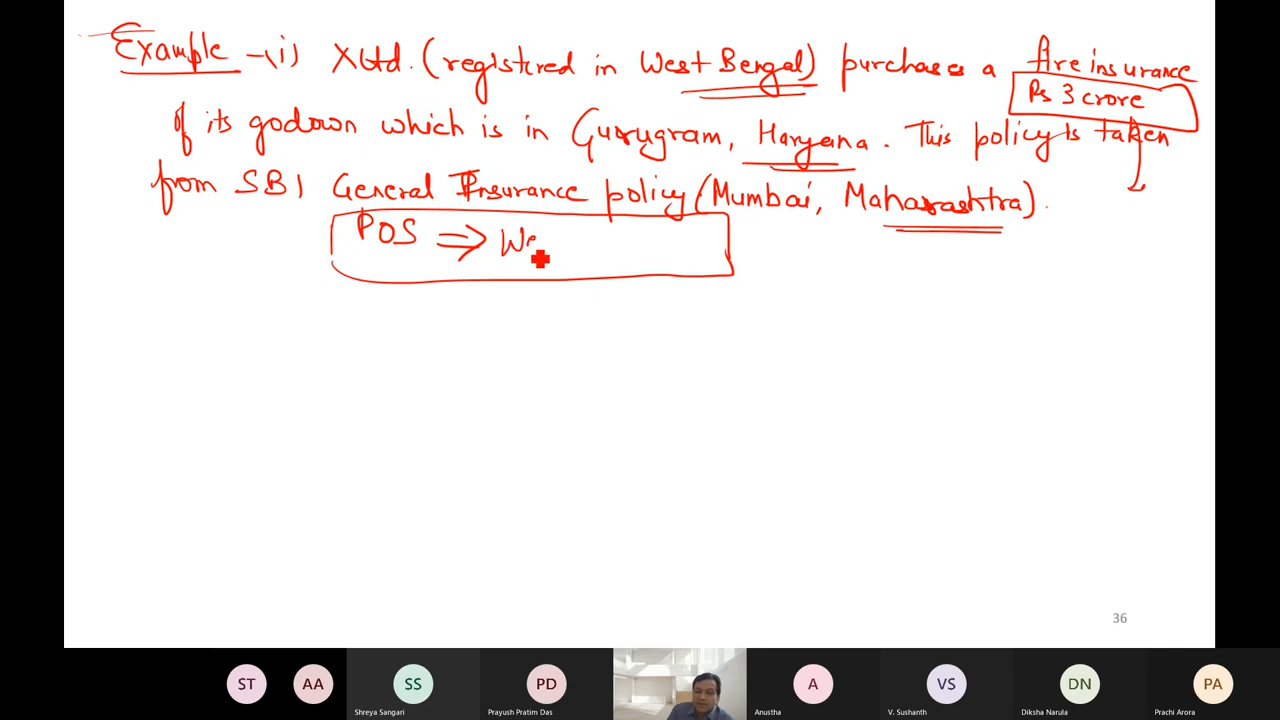 Example -(i) X Ltd. (registered in West Bengal) purchases a fire insurance
Rs 3 crore
of its godown which is in Gurugram, Haryana. This policy is taken
from SBI General Insurance policy (Mumbai, Maharashtra).
POS ⇒ We
36
ST
AA
SS
PD
A
VS
DN
PA
Shreya Sangari
Prayush Pratim Das
Anustha
V. Sushanth
Diksha Narula
Prachi Arora